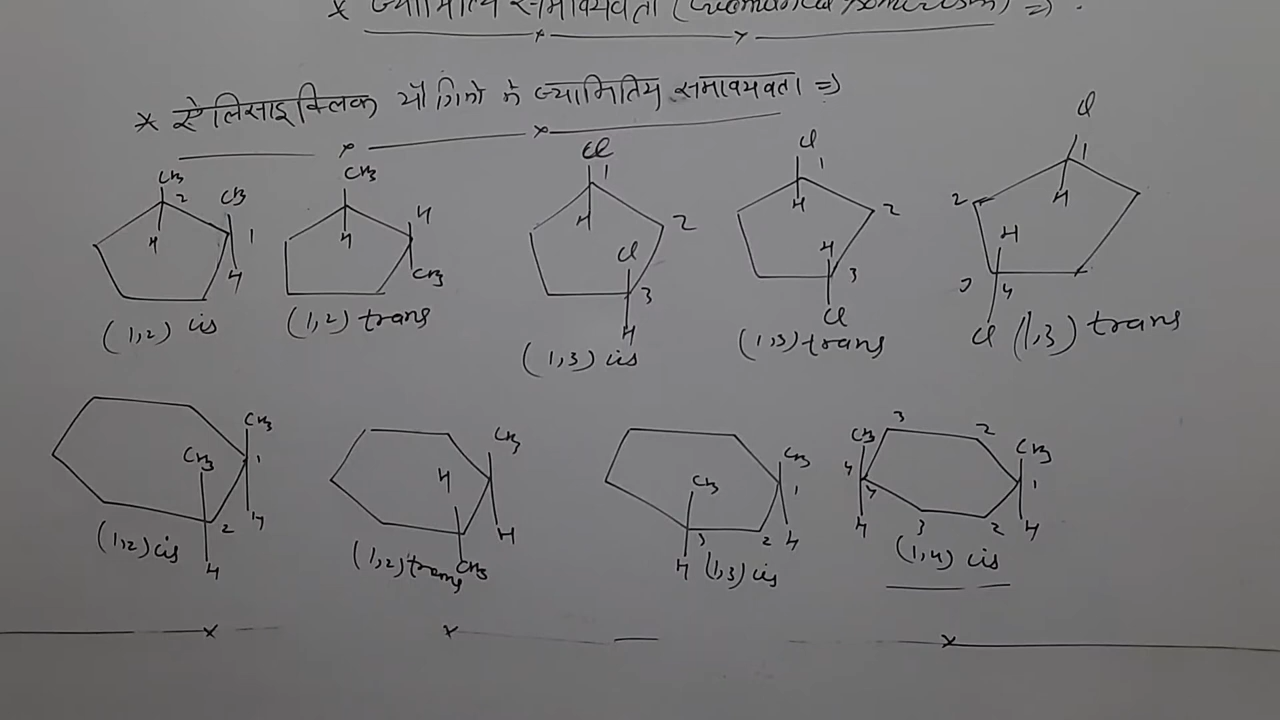 * ज्यामितीय समावयवता (Geometrical Isomerism) ⇒
* ऐलिसाइक्लिक यौगिको मे ज्यामितिय समावयवता ⇒
CH3 2 CH3 H 1 H
(1,2) cis
CH3 H H CH3
(1,2) trans
Cl 1 H 2 Cl 3 H
(1,3) cis
Cl 1 H 2 H 3 Cl
(1,3) trans
Cl 1 H 2 H 4 Cl
(1,3) trans
CH3 1 CH3 H 2 H
(1,2) cis
CH3 H H CH3
(1,2) trans
CH3 1 CH3 H 2 3 H
(1,3) cis
CH3 3 2 CH3 4 4 1 H 3 2 H
(1,4) cis